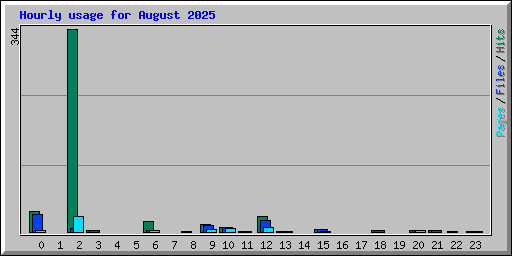 Hourly usage for August 2025
344
Pages/Files/Hits
0 1 2 3 4 5 6 7 8 9 10 11 12 13 14 15 16 17 18 19 20 21 22 23